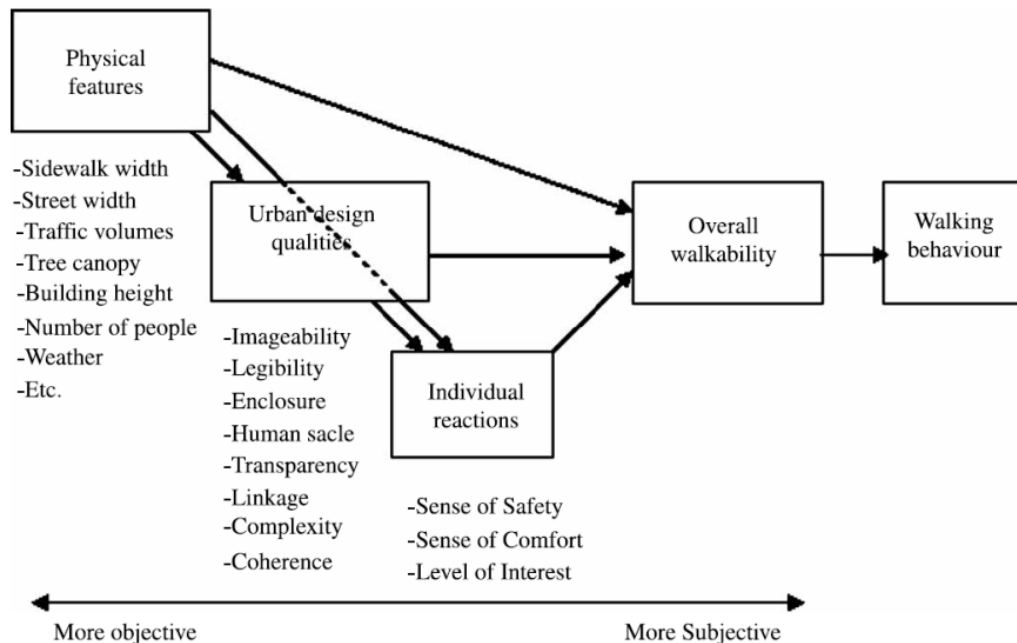 Physical
features
-Sidewalk width
-Street width
-Traffic volumes
-Tree canopy
-Building height
-Number of people
-Weather
-Etc.
Urban design
qualities
-Imageability
-Legibility
-Enclosure
-Human sacle
-Transparency
-Linkage
-Complexity
-Coherence
Individual
reactions
-Sense of Safety
-Sense of Comfort
-Level of Interest
Overall
walkability
Walking
behaviour
More objective
More Subjective